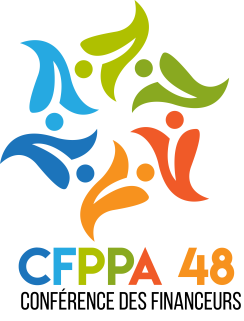 CFPPA 48
CONFÉRENCE DES FINANCEURS